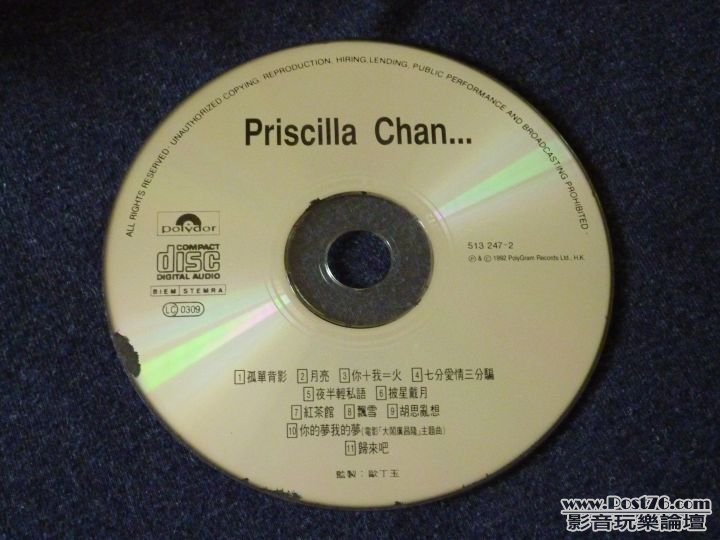 ALL RIGHTS RESERVED - UNAUTHORIZED COPYING, REPRODUCTION, HIRING, LENDING, PUBLIC PERFORMANCE AND BROADCASTING PROHIBITED -
Priscilla Chan...
polydor
COMPACT
disc
DIGITAL AUDIO
BIEM STEMRA
LC 0309
513 247-2
Ⓟ & © 1992 PolyGram Records Ltd., H.K.
1 孤單背影 2 月亮 3 你十我=火 4 七分愛情三分騙
5 夜半輕私語 6 披星戴月
7 紅茶館 8 飄雪 9 胡思亂想
10 你的夢我的夢(電影「大鬧廣昌隆」主題曲)
11 歸來吧
監製：歐丁玉
www.Post76.com
影音玩樂論壇